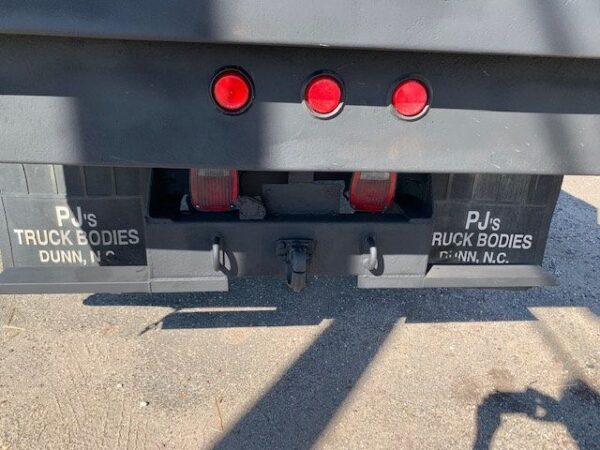 PJ's
TRUCK BODIES
DUNN, N.C.
PJ's
RUCK BODIES
DUNN, N.C.